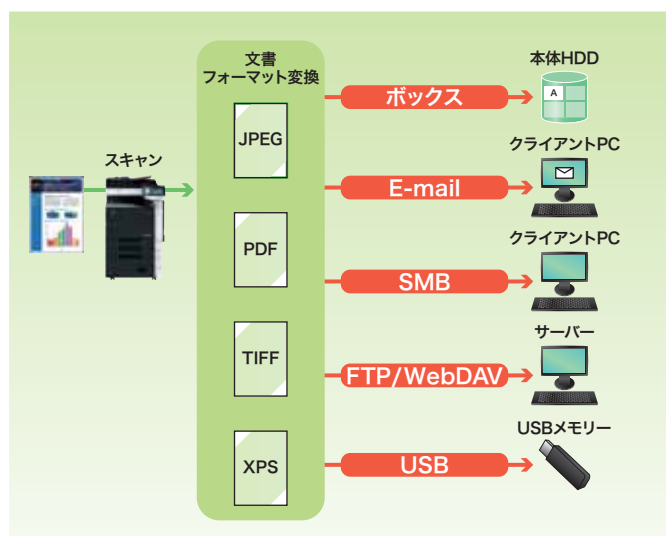 スキャン
文書
フォーマット変換
JPEG
PDF
TIFF
XPS
ボックス
本体HDD
A
E-mail
クライアントPC
SMB
クライアントPC
FTP/WebDAV
サーバー
USB
USBメモリー